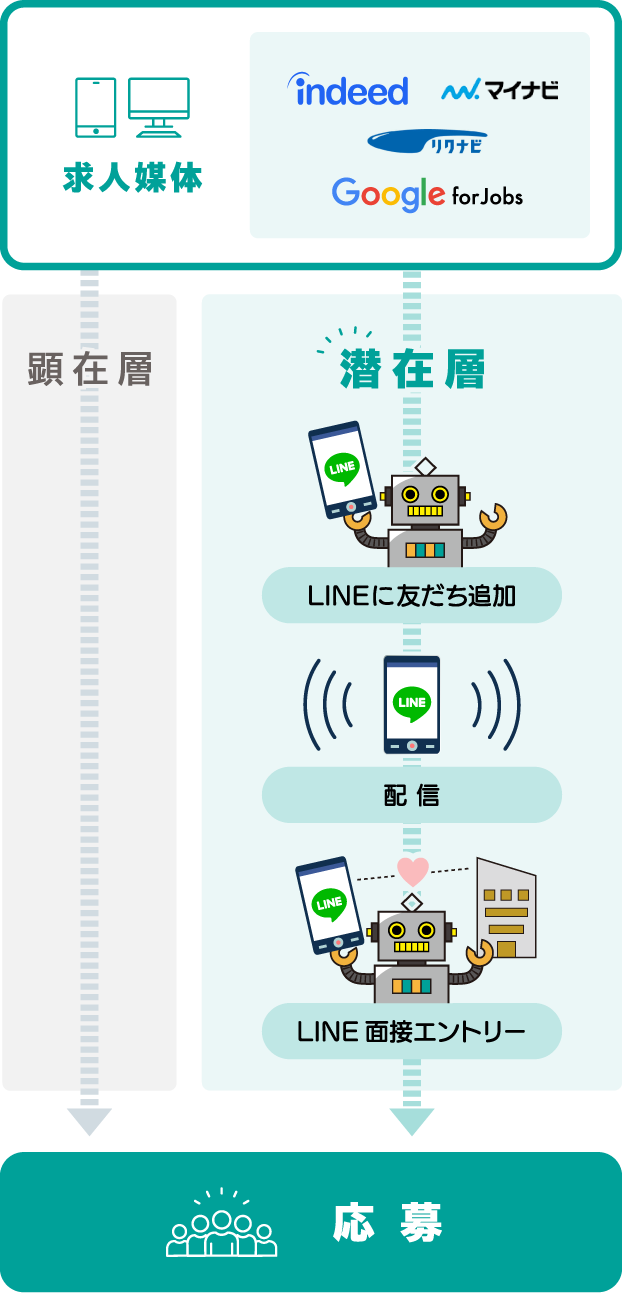 indeed
マイナビ
リクナビ
求人媒体
Google for Jobs
顕在層
潜在層
LINE
LINEに友だち追加
LINE
配信
LINE
LINE 面接エントリー
応募